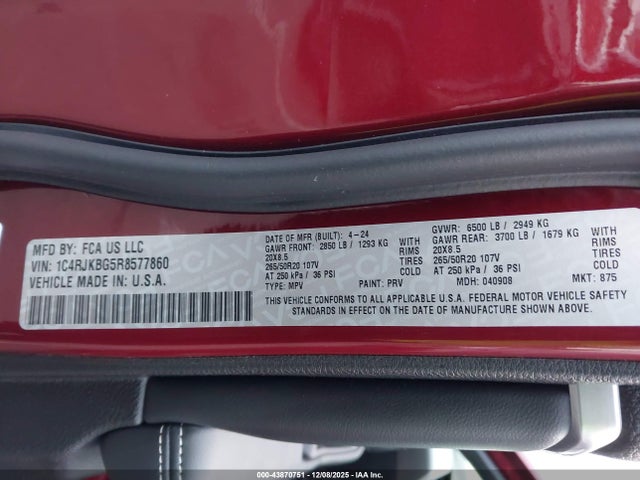 MFD BY: FCA US LLC
VIN: 1C4RJKBG5R8577860
VEHICLE MADE IN: U.S.A.
DATE OF MFR (BUILT): 4-24
GAWR FRONT: 2850 LB / 1293 KG
20X8.5 RIMS
265/50R20 107V TIRES
AT 250 kPa / 36 PSI COLD
TYPE: MPV PAINT: PRV
GVWR: 6500 LB / 2949 KG
GAWR REAR: 3700 LB / 1679 KG
20X8.5 RIMS
265/50R20 107V TIRES
AT 250 kPa / 36 PSI COLD
MDH: 040908 MKT: 875
THIS VEHICLE CONFORMS TO ALL APPLICABLE U.S.A. FEDERAL MOTOR VEHICLE SAFETY
STANDARDS IN EFFECT ON THE DATE OF MANUFACTURE SHOWN ABOVE.
000-43870751 - 12/08/2025 - IAA Inc.